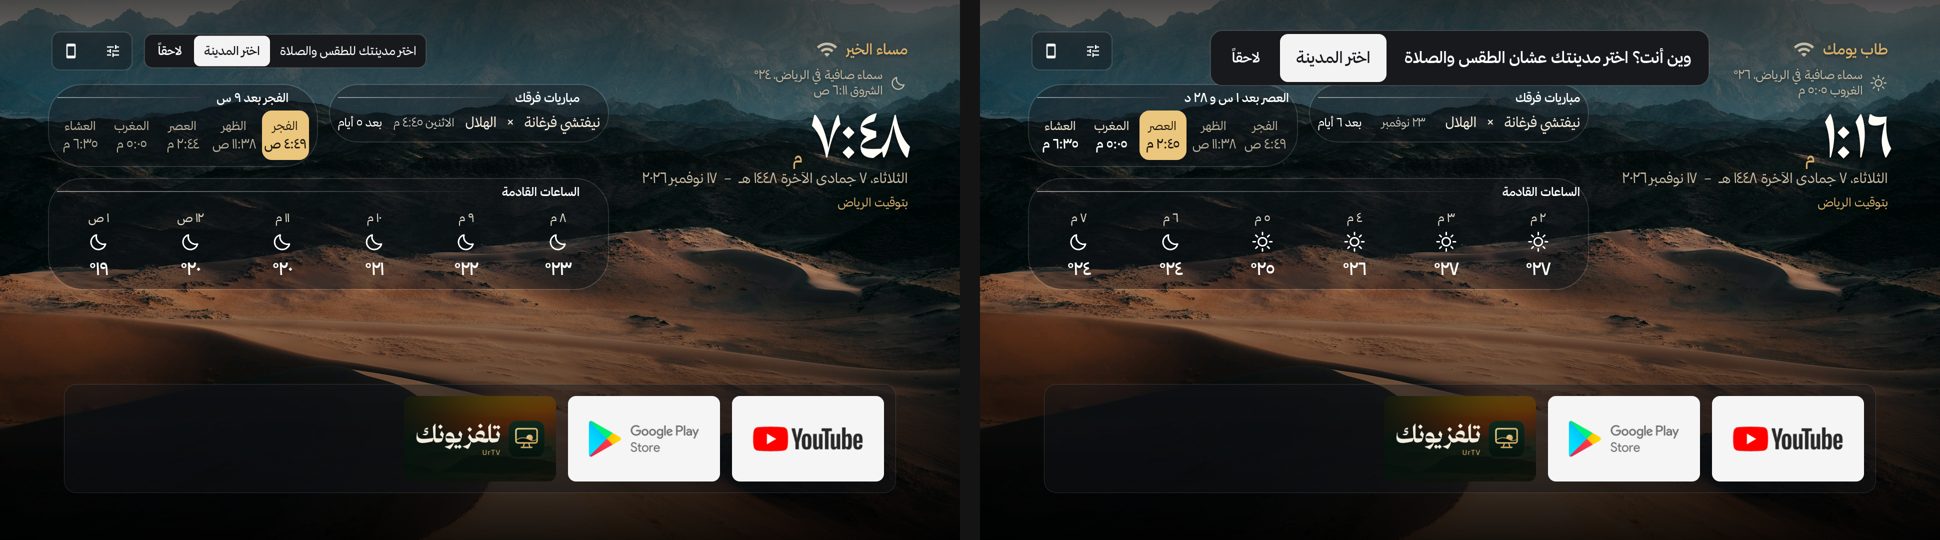 مساء الخير
سماء صافية في الرياض، ٢٤°
الشروق ٦:١١ ص
٧:٤٨ م
الثلاثاء، ٧ جمادى الآخرة ١٤٤٨ هـ – ١٧ نوفمبر ٢٠٢٦
بتوقيت الرياض
اختر مدينتك للطقس والصلاة
اختر المدينة
لاحقاً
مباريات فرقك
نيفتشي فرغانة × الهلال الاثنين ٤:٤٥ م بعد ٥ أيام
الفجر بعد ٩ س
الفجر الظهر العصر المغرب العشاء
٤:٤٩ ص ١١:٣٨ ص ٢:٤٤ م ٥:٠٥ م ٦:٣٥ م
الساعات القادمة
٨ م ٩ م ١٠ م ١١ م ١٢ ص ١ ص
٢٣° ٢٢° ٢١° ٢٠° ٢٠° ١٩°
YouTube
Google Play
Store
تلفزيونك
UrTV
طاب يومك
سماء صافية في الرياض، ٢٦°
الغروب ٥:٠٥ م
١:١٦ م
الثلاثاء، ٧ جمادى الآخرة ١٤٤٨ هـ – ١٧ نوفمبر ٢٠٢٦
بتوقيت الرياض
وين أنت؟ اختر مدينتك عشان الطقس والصلاة
اختر المدينة
لاحقاً
مباريات فرقك
نيفتشي فرغانة × الهلال ٢٣ نوفمبر بعد ٦ أيام
العصر بعد ١ س و ٢٨ د
الفجر الظهر العصر المغرب العشاء
٤:٤٩ ص ١١:٣٨ ص ٢:٤٥ م ٥:٠٥ م ٦:٣٥ م
الساعات القادمة
٢ م ٣ م ٤ م ٥ م ٦ م ٧ م
٢٧° ٢٧° ٢٦° ٢٥° ٢٤° ٢٤°
YouTube
Google Play
Store
تلفزيونك
UrTV